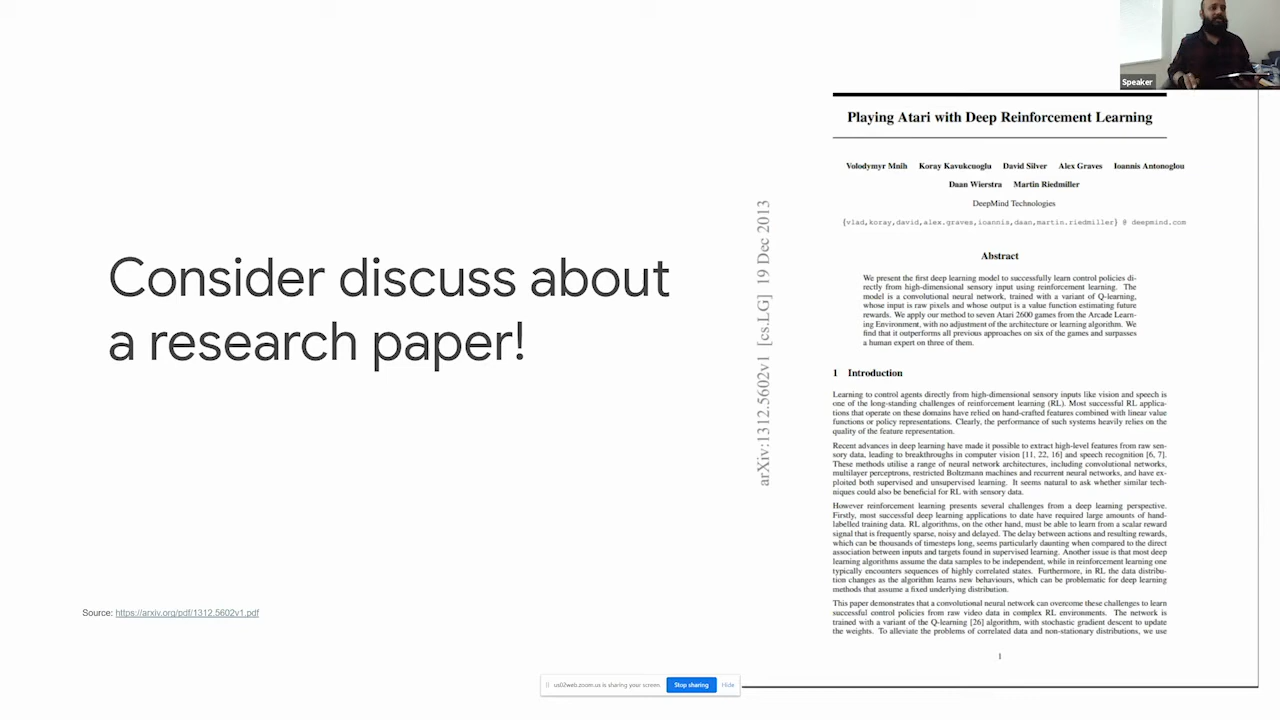 Speaker
Consider discuss about
a research paper!
Source: https://arxiv.org/pdf/1312.5602v1.pdf
arXiv:1312.5602v1 [cs.LG] 19 Dec 2013
Playing Atari with Deep Reinforcement Learning
Volodymyr Mnih Koray Kavukcuoglu David Silver Alex Graves Ioannis Antonoglou
Daan Wierstra Martin Riedmiller
DeepMind Technologies
{vlad,koray,david,alex.graves,ioannis,daan,martin.riedmiller} @ deepmind.com
Abstract
We present the first deep learning model to successfully learn control policies di-
rectly from high-dimensional sensory input using reinforcement learning. The
model is a convolutional neural network, trained with a variant of Q-learning,
whose input is raw pixels and whose output is a value function estimating future
rewards. We apply our method to seven Atari 2600 games from the Arcade Learn-
ing Environment, with no adjustment of the architecture or learning algorithm. We
find that it outperforms all previous approaches on six of the games and surpasses
a human expert on three of them.
1 Introduction
Learning to control agents directly from high-dimensional sensory inputs like vision and speech is
one of the long-standing challenges of reinforcement learning (RL). Most successful RL applica-
tions that operate on these domains have relied on hand-crafted features combined with linear value
functions or policy representations. Clearly, the performance of such systems heavily relies on the
quality of the feature representation.
Recent advances in deep learning have made it possible to extract high-level features from raw sen-
sory data, leading to breakthroughs in computer vision [11, 22, 16] and speech recognition [6, 7].
These methods utilise a range of neural network architectures, including convolutional networks,
multilayer perceptrons, restricted Boltzmann machines and recurrent neural networks, and have ex-
ploited both supervised and unsupervised learning. It seems natural to ask whether similar tech-
niques could also be beneficial for RL with sensory data.
However reinforcement learning presents several challenges from a deep learning perspective.
Firstly, most successful deep learning applications to date have required large amounts of hand-
labelled training data. RL algorithms, on the other hand, must be able to learn from a scalar reward
signal that is frequently sparse, noisy and delayed. The delay between actions and resulting rewards,
which can be thousands of timesteps long, seems particularly daunting when compared to the direct
association between inputs and targets found in supervised learning. Another issue is that most deep
learning algorithms assume the data samples to be independent, while in reinforcement learning one
typically encounters sequences of highly correlated states. Furthermore, in RL the data distribu-
tion changes as the algorithm learns new behaviours, which can be problematic for deep learning
methods that assume a fixed underlying distribution.
This paper demonstrates that a convolutional neural network can overcome these challenges to learn
successful control policies from raw video data in complex RL environments. The network is
trained with a variant of the Q-learning [26] algorithm, with stochastic gradient descent to update
the weights. To alleviate the problems of correlated data and non-stationary distributions, we use
1
us02web.zoom.us is sharing your screen. Stop sharing Hide